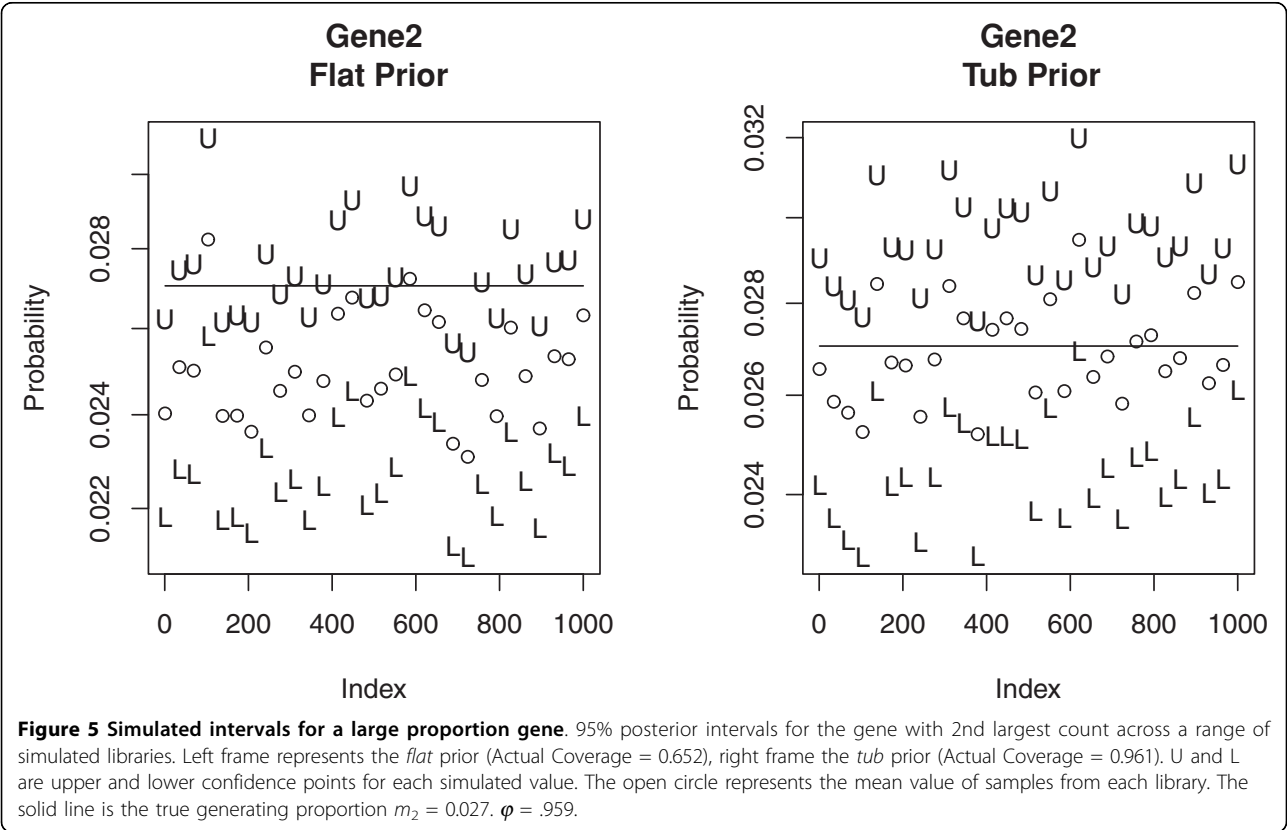 Gene2
Flat Prior
Gene2
Tub Prior
Probability
0.022 0.024 0.028
0 200 400 600 800 1000
Index
Probability
0.024 0.026 0.028 0.032
0 200 400 600 800 1000
Index
Figure 5 Simulated intervals for a large proportion gene. 95% posterior intervals for the gene with 2nd largest count across a range of
simulated libraries. Left frame represents the flat prior (Actual Coverage = 0.652), right frame the tub prior (Actual Coverage = 0.961). U and L
are upper and lower confidence points for each simulated value. The open circle represents the mean value of samples from each library. The
solid line is the true generating proportion m2 = 0.027. φ = .959.